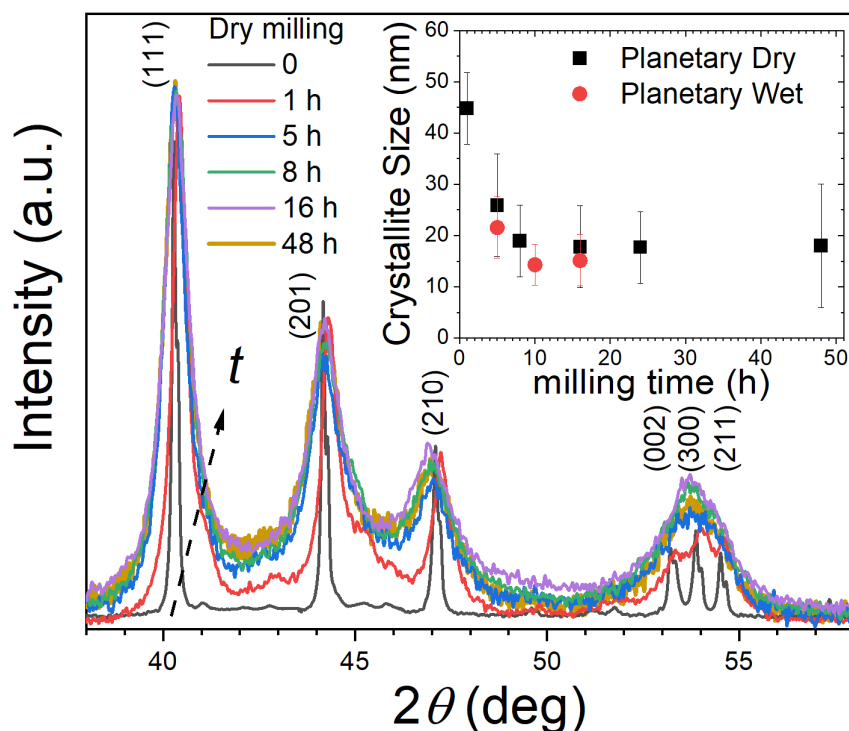 Dry milling
0
1 h
5 h
8 h
16 h
48 h
(111)
(201)
(210)
(002)
(300)
(211)
t
Intensity (a.u.)
40
45
50
55
2θ (deg)
Planetary Dry
Planetary Wet
Crystallite Size (nm)
60
50
40
30
20
10
0
0
10
20
30
40
50
milling time (h)